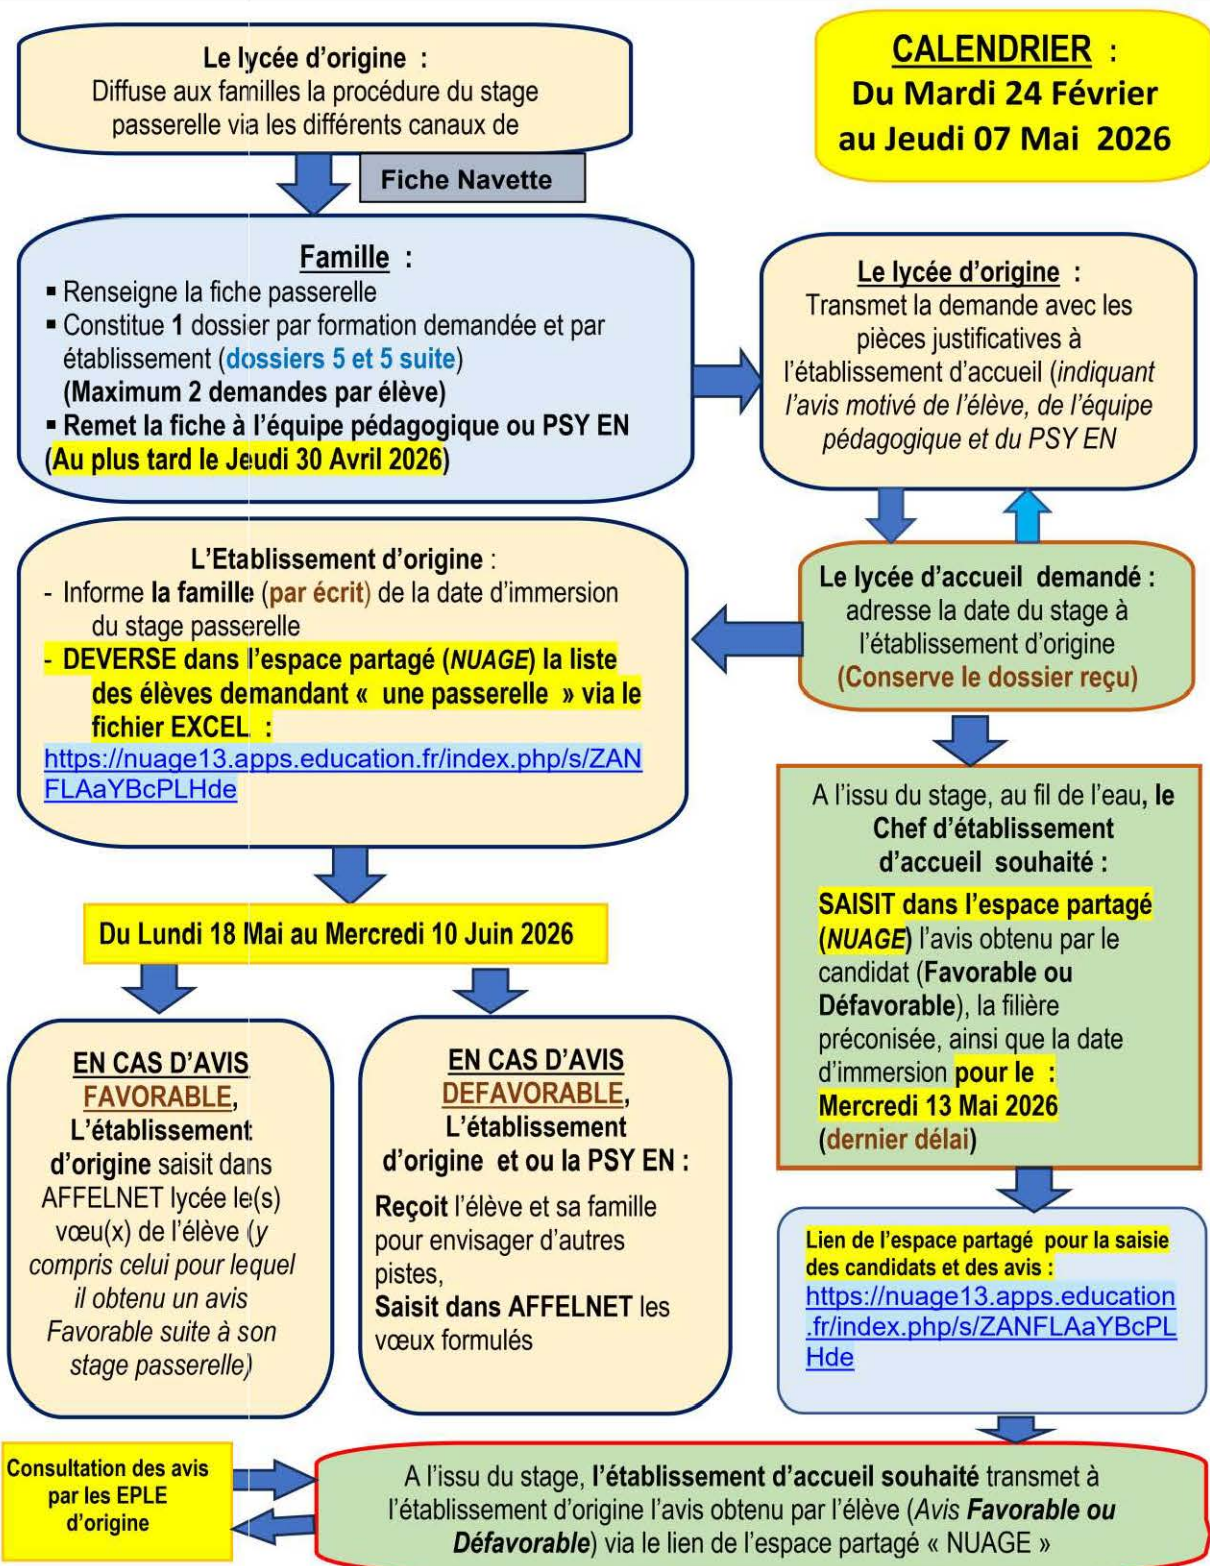 Le lycée d'origine :
Diffuse aux familles la procédure du stage
passerelle via les différents canaux de
CALENDRIER :
Du Mardi 24 Février
au Jeudi 07 Mai 2026
Fiche Navette
Famille :
▪ Renseigne la fiche passerelle
▪ Constitue 1 dossier par formation demandée et par
établissement (dossiers 5 et 5 suite)
(Maximum 2 demandes par élève)
▪ Remet la fiche à l'équipe pédagogique ou PSY EN
(Au plus tard le Jeudi 30 Avril 2026)
Le lycée d'origine :
Transmet la demande avec les
pièces justificatives à
l'établissement d'accueil (indiquant
l'avis motivé de l'élève, de l'équipe
pédagogique et du PSY EN
L'Etablissement d'origine :
- Informe la famille (par écrit) de la date d'immersion
du stage passerelle
- DEVERSE dans l'espace partagé (NUAGE) la liste
des élèves demandant « une passerelle » via le
fichier EXCEL :
https://nuage13.apps.education.fr/index.php/s/ZAN
FLAaYBcPLHde
Le lycée d'accueil demandé :
adresse la date du stage à
l'établissement d'origine
(Conserve le dossier reçu)
A l'issu du stage, au fil de l'eau, le
Chef d'établissement
d'accueil souhaité :
SAISIT dans l'espace partagé
(NUAGE) l'avis obtenu par le
candidat (Favorable ou
Défavorable), la filière
préconisée, ainsi que la date
d'immersion pour le :
Mercredi 13 Mai 2026
(dernier délai)
Du Lundi 18 Mai au Mercredi 10 Juin 2026
EN CAS D'AVIS
FAVORABLE,
L'établissement
d'origine saisit dans
AFFELNET lycée le(s)
vœu(x) de l'élève (y
compris celui pour lequel
il obtenu un avis
Favorable suite à son
stage passerelle)
EN CAS D'AVIS
DEFAVORABLE,
L'établissement
d'origine et ou la PSY EN :
Reçoit l'élève et sa famille
pour envisager d'autres
pistes,
Saisit dans AFFELNET les
vœux formulés
Lien de l'espace partagé pour la saisie
des candidats et des avis :
https://nuage13.apps.education
.fr/index.php/s/ZANFLAaYBcPL
Hde
Consultation des avis
par les EPLE
d'origine
A l'issu du stage, l'établissement d'accueil souhaité transmet à
l'établissement d'origine l'avis obtenu par l'élève (Avis Favorable ou
Défavorable) via le lien de l'espace partagé « NUAGE »